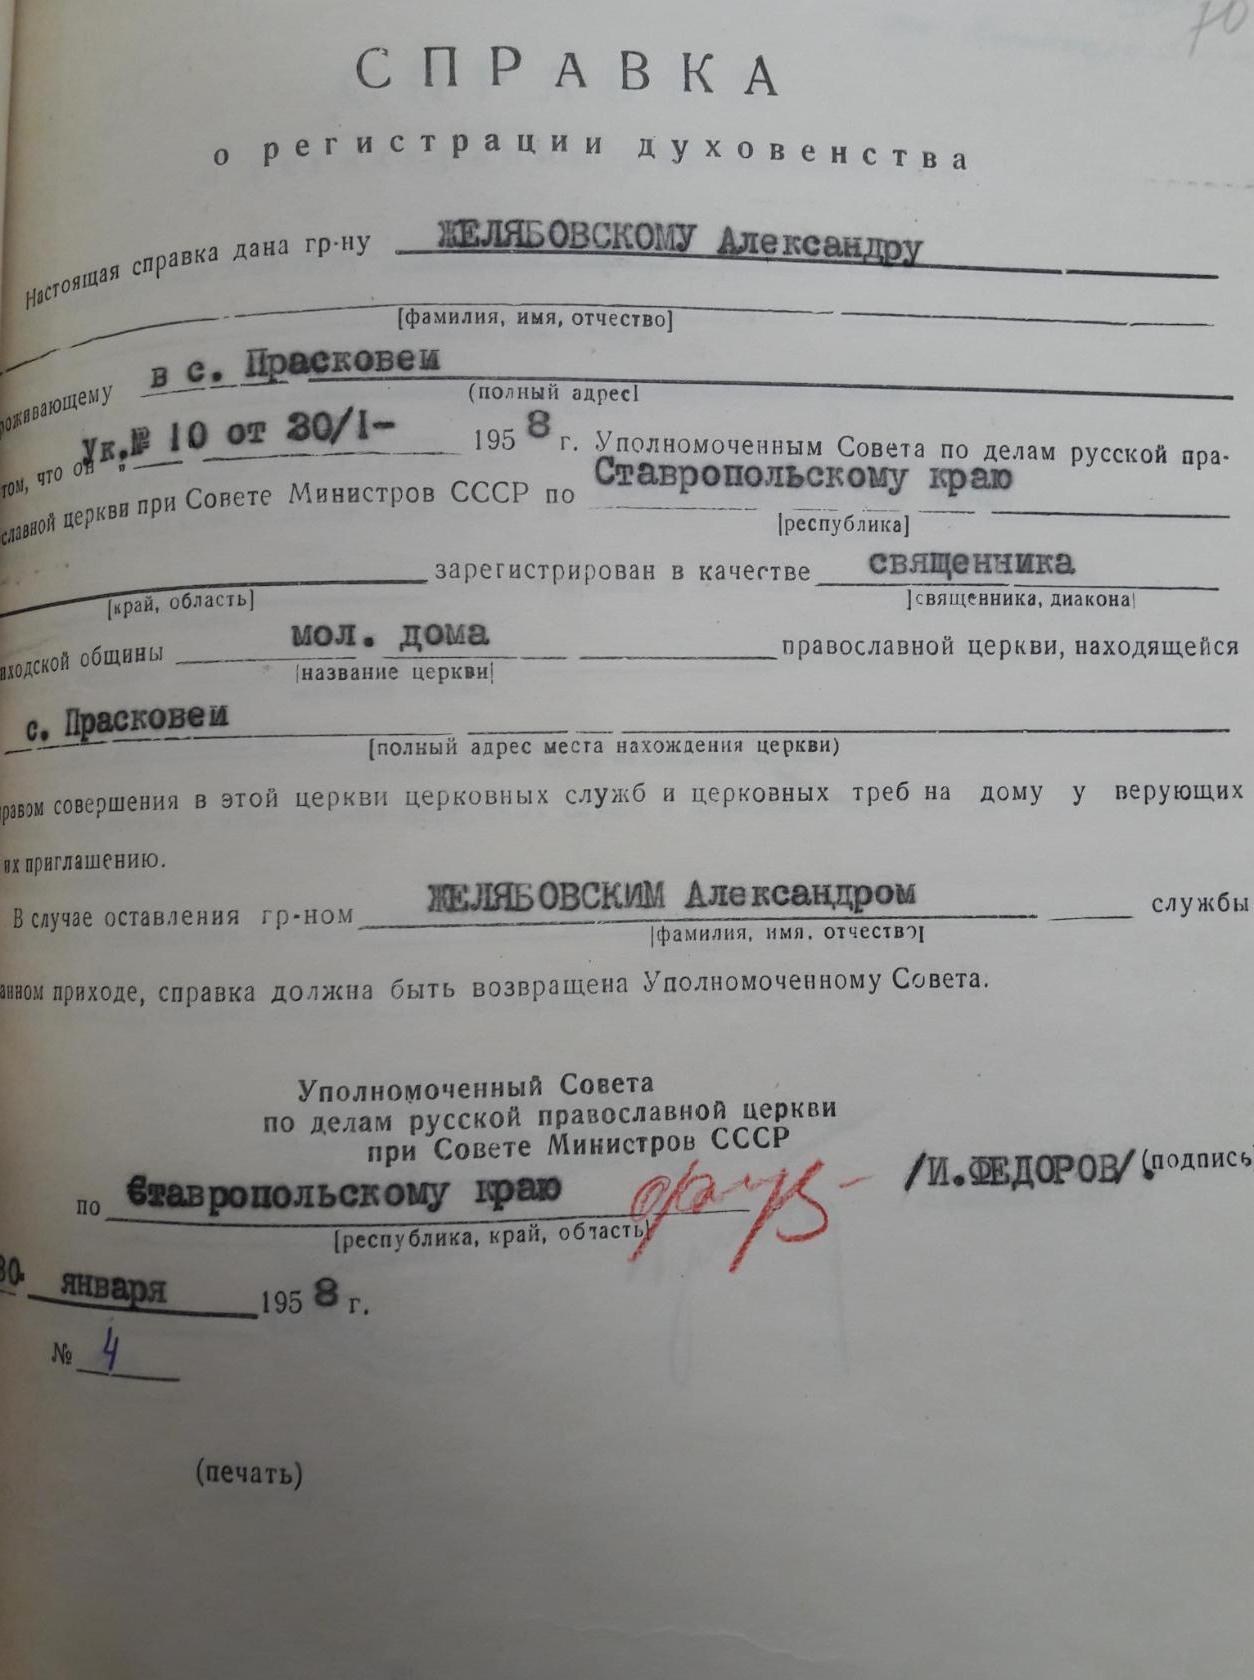 70
СПРАВКА
о регистрации духовенства
Настоящая справка дана гр-ну ЖЕЛЯБОВСКОМУ Александру
[фамилия, имя, отчество]
роживающему в с. Прасковеи
(полный адрес]
том, что он „ Ук.№ 10 от 30/I- 1958 г. Уполномоченным Совета по делам русской пра-
славной церкви при Совете Министров СССР по Ставропольскому краю
[республика]
зарегистрирован в качестве священника
[край, область] ]священника, диакона]
иходской общины мол. дома православной церкви, находящейся
[название церкви]
с. Прасковеи
[полный адрес места нахождения церкви)
правом совершения в этой церкви церковных служб и церковных треб на дому у верующих
их приглашению.
В случае оставления гр-ном ЖЕЛЯБОВСКИМ Александром службы
[фамилия, имя, отчество]
анном приходе, справка должна быть возвращена Уполномоченному Совета.
Уполномоченный Совета
по делам русской православной церкви
при Совете Министров СССР
по Ставропольскому краю /И.ФЕДОРОВ/. (подпись
[республика, край, область]
30. января 1958 г.
№ 4
(печать)